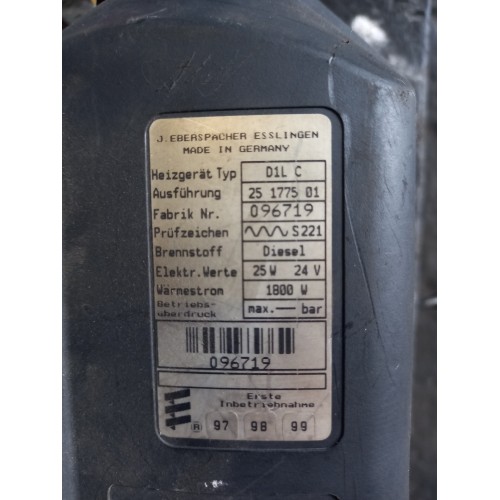 J. EBERSPACHER ESSLINGEN
MADE IN GERMANY
Heizgerät Typ D1L C
Ausführung 25 1775 01
Fabrik Nr. 096719
Prüfzeichen S221
Brennstoff Diesel
Elektr.Werte 25 W 24 V
Wärmestrom 1800 W
Betriebs-
überdruck max.— bar
096719
Erste
Inbetriebnahme
® 97 98 99